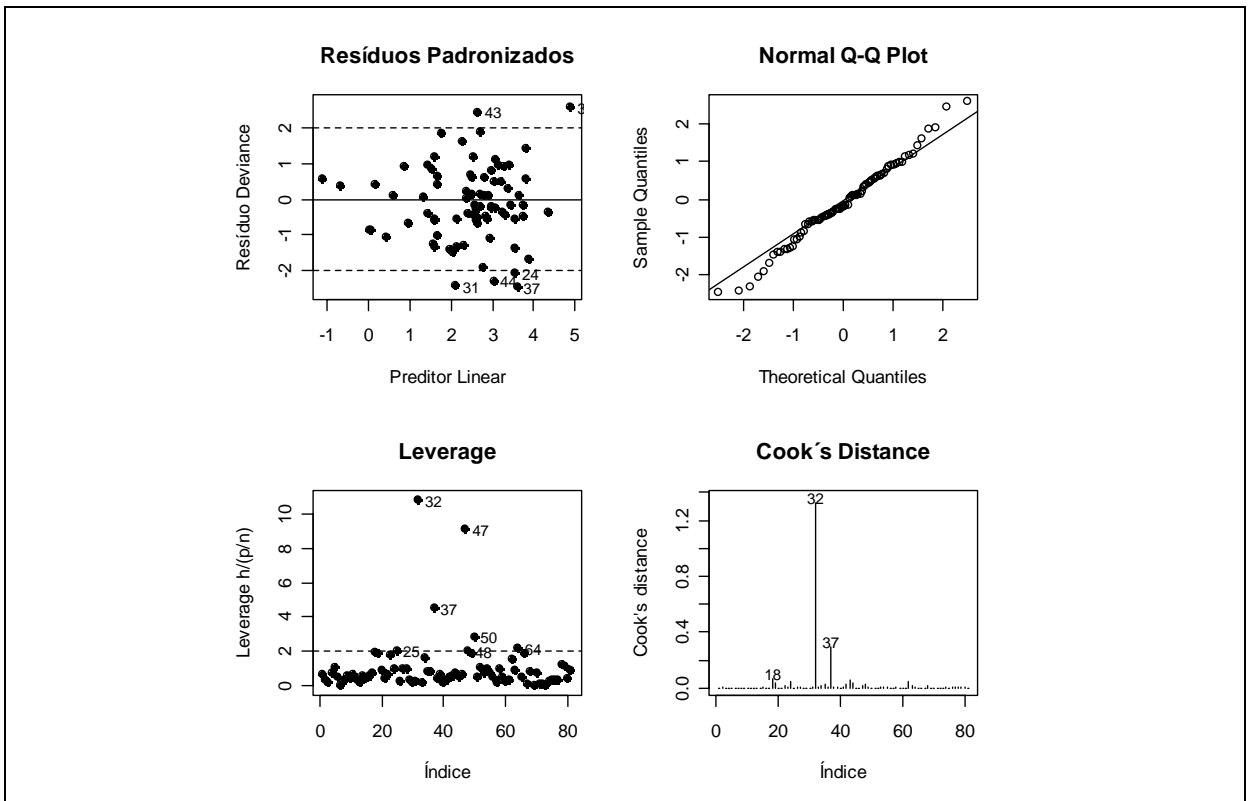 Resíduos Padronizados
Resíduo Deviance
2
1
0
-1
-2
43
3
31
44
24
37
-1 0 1 2 3 4 5
Preditor Linear
Normal Q-Q Plot
Sample Quantiles
2
1
0
-1
-2
-2 -1 0 1 2
Theoretical Quantiles
Leverage
Leverage h/(p/n)
10
8
6
4
2
0
32
47
37
50
25
48
64
0 20 40 60 80
Índice
Cook´s Distance
Cook's distance
1.2
0.8
0.4
0.0
32
37
18
0 20 40 60 80
Índice